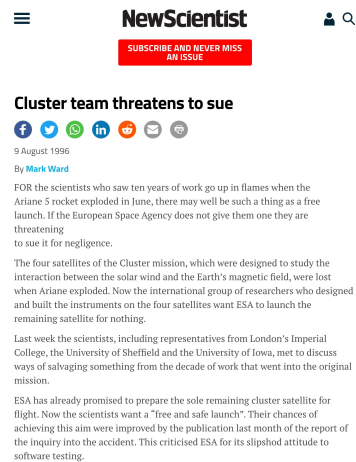 NewScientist
SUBSCRIBE AND NEVER MISS
AN ISSUE
Cluster team threatens to sue
9 August 1996
By Mark Ward
FOR the scientists who saw ten years of work go up in flames when the
Ariane 5 rocket exploded in June, there may well be such a thing as a free
launch. If the European Space Agency does not give them one they are
threatening
to sue it for negligence.
The four satellites of the Cluster mission, which were designed to study the
interaction between the solar wind and the Earth's magnetic field, were lost
when Ariane exploded. Now the international group of researchers who designed
and built the instruments on the four satellites want ESA to launch the
remaining satellite for nothing.
Last week the scientists, including representatives from London's Imperial
College, the University of Sheffield and the University of Iowa, met to discuss
ways of salvaging something from the decade of work that went into the original
mission.
ESA has already promised to prepare the sole remaining cluster satellite for
flight. Now the scientists want a “free and safe launch”. Their chances of
achieving this aim were improved by the publication last month of the report of
the inquiry into the accident. This criticised ESA for its slipshod attitude to
software testing.